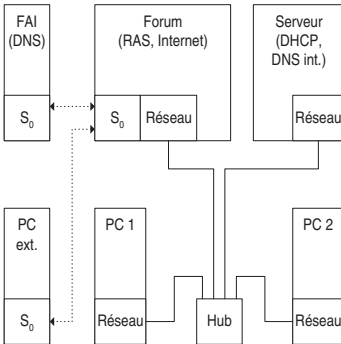 FAI
(DNS)
Forum
(RAS, Internet)
Serveur
(DHCP,
DNS int.)
S₀
S₀
Réseau
Réseau
PC
ext.
PC 1
PC 2
S₀
Réseau
Hub
Réseau